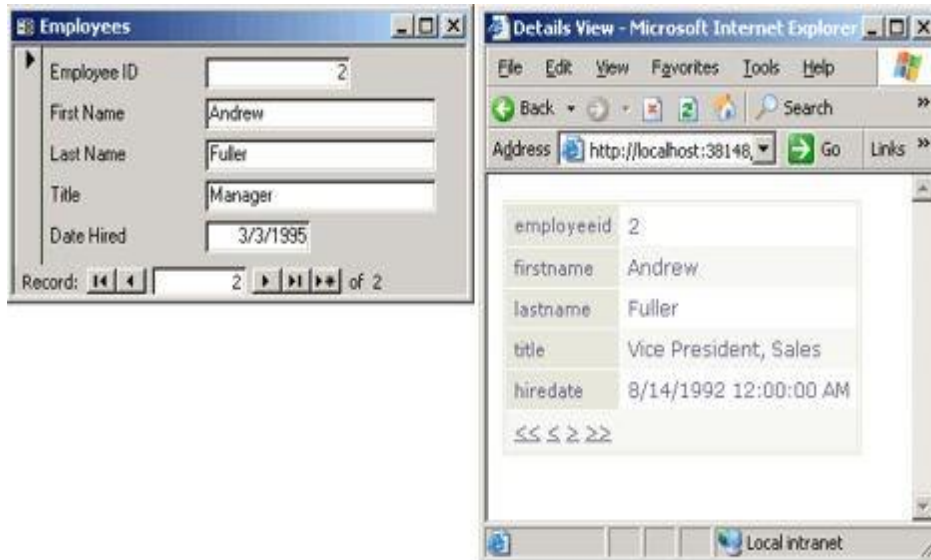 Employees
Employee ID 2
First Name Andrew
Last Name Fuller
Title Manager
Date Hired 3/3/1995
Record: 2 of 2
Details View - Microsoft Internet Explorer
File Edit View Favorites Tools Help
Back Search »
Address http://localhost:38148, Go Links »
employeeid 2
firstname Andrew
lastname Fuller
title Vice President, Sales
hiredate 8/14/1992 12:00:00 AM
<< < > >>
Local intranet